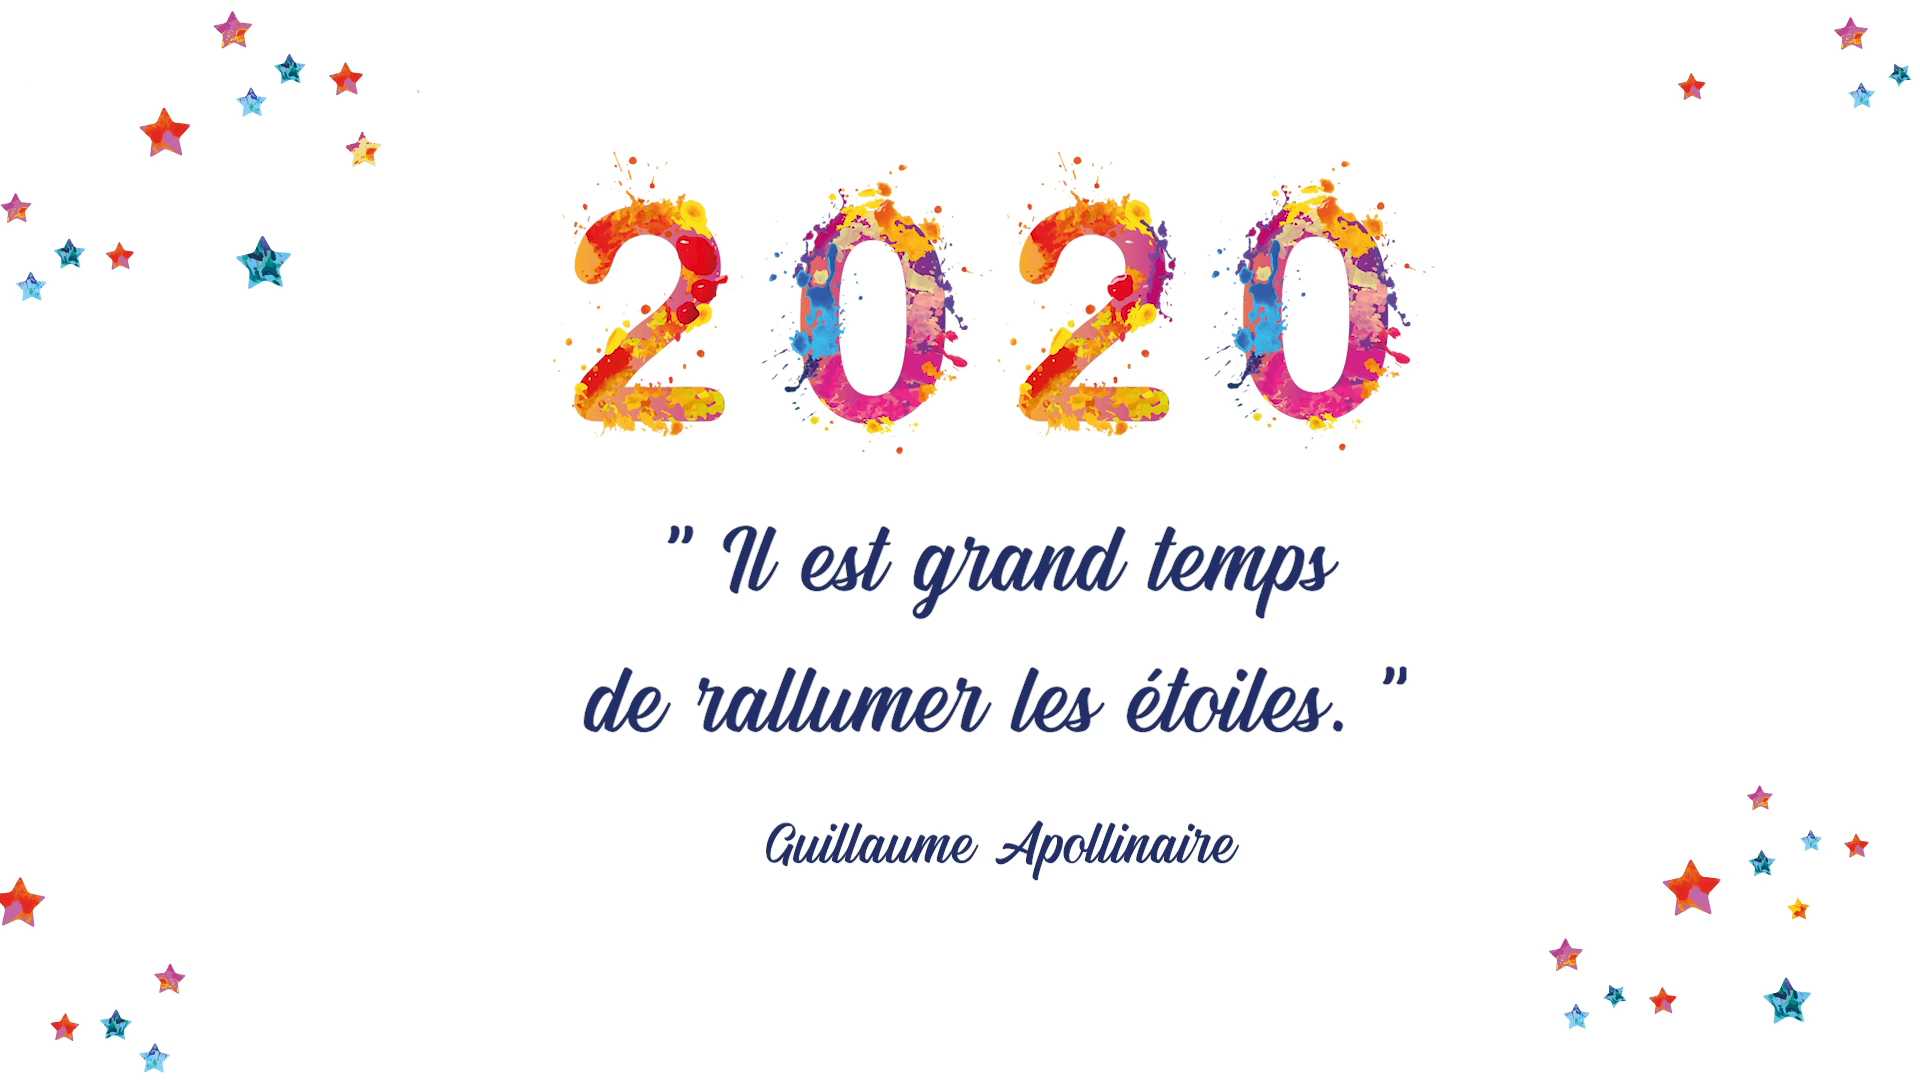 2020
” Il est grand temps
de rallumer les étoiles. ”
Guillaume Apollinaire